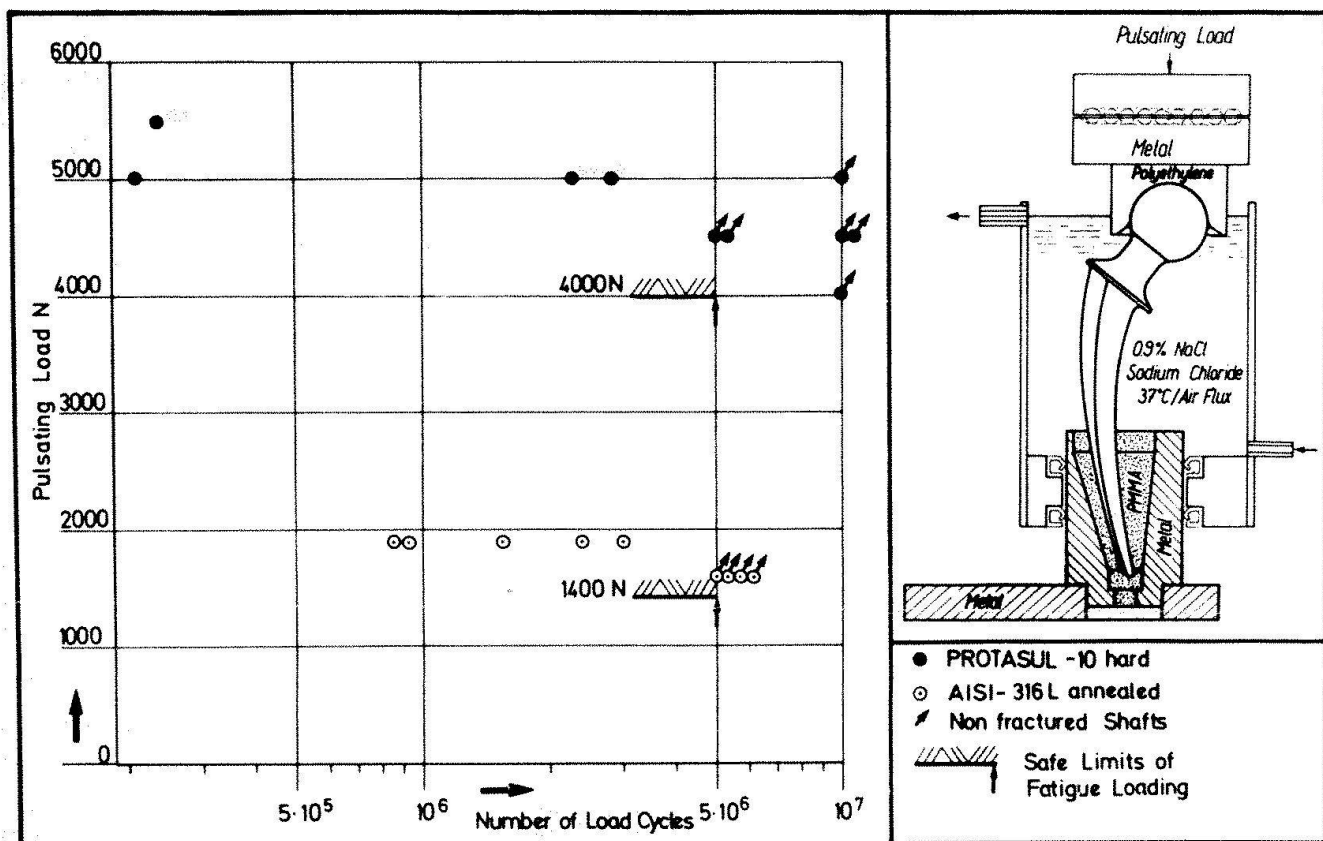 6000
5000
4000
3000
2000
1000
0
Pulsating Load N
4000 N
1400 N
5·10⁵
10⁶
5·10⁶
10⁷
Number of Load Cycles
Pulsating Load
Metal
Polyethylene
0.9% NaCl
Sodium Chloride
37°C/Air Flux
PMMA
Metal
Metal
PROTASUL -10 hard
AISI- 316 L annealed
Non fractured Shafts
Safe Limits of
Fatigue Loading